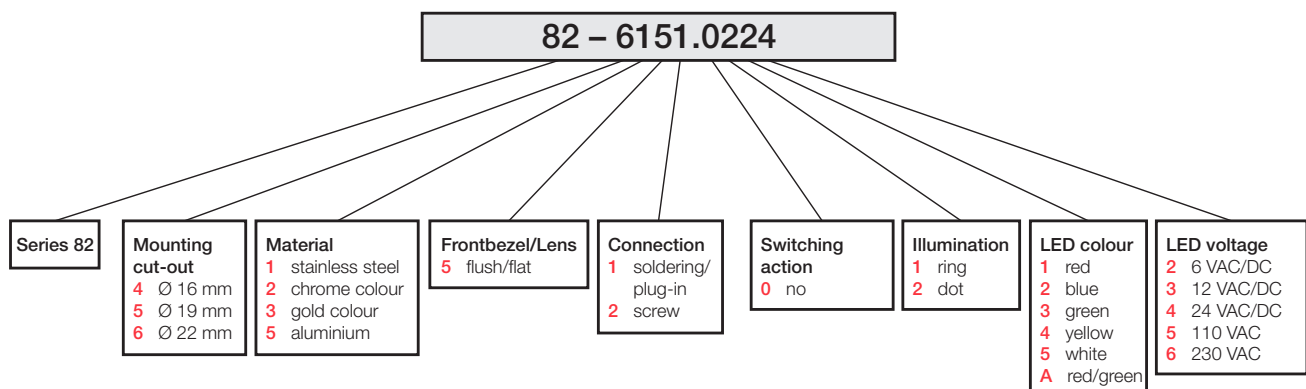 82 – 6151.0224
Series 82
Mounting
cut-out
4 Ø 16 mm
5 Ø 19 mm
6 Ø 22 mm
Material
1 stainless steel
2 chrome colour
3 gold colour
5 aluminium
Frontbezel/Lens
5 flush/flat
Connection
1 soldering/
plug-in
2 screw
Switching
action
0 no
Illumination
1 ring
2 dot
LED colour
1 red
2 blue
3 green
4 yellow
5 white
A red/green
LED voltage
2 6 VAC/DC
3 12 VAC/DC
4 24 VAC/DC
5 110 VAC
6 230 VAC